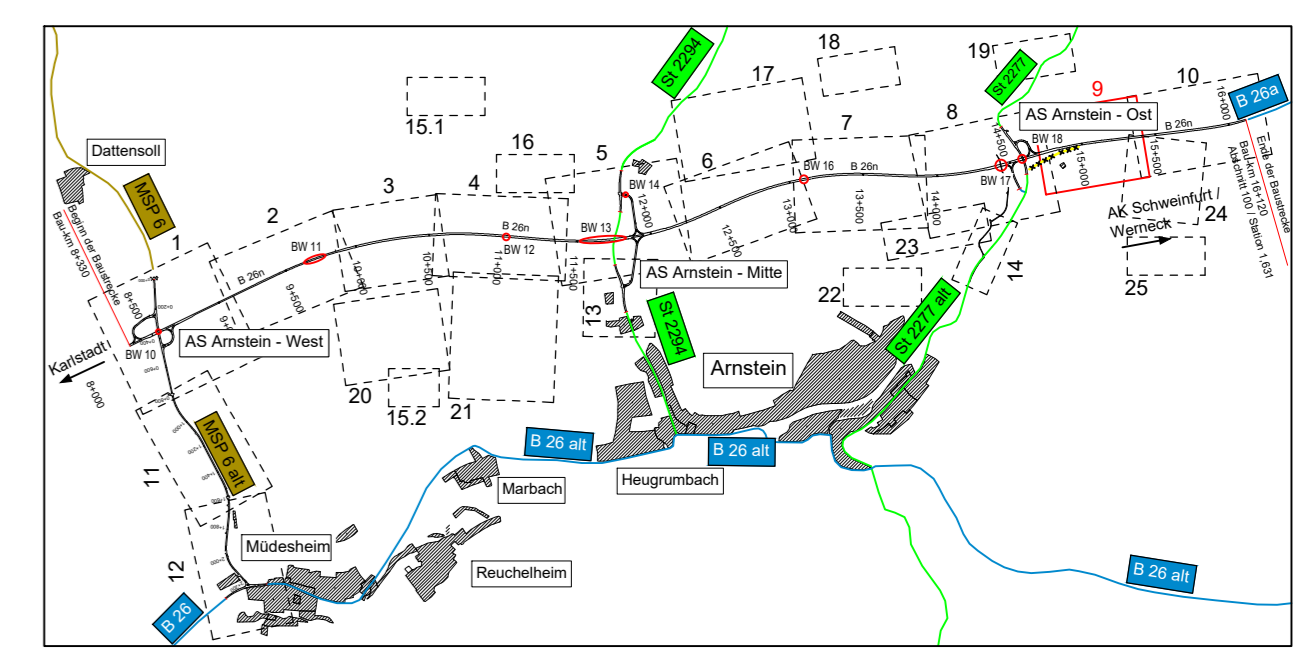 18
19
17
10
St 2294
St 2277
9
15.1
16+000
B 26a
AS Arnstein - Ost
8
7
B 26n
Dattensoll
16
14+500
BW 18
5
6
BW 16
B 26n
15+000
15+500
Ende der Baustrecke
Bau-km 16+120
Abschnitt 100 / Station 1,631
MSP 6
3
4
BW 14
BW 17
2
12+000
13+000
13+500
14+000
AK Schweinfurt /
Werneck
24
Beginn der Baustrecke
Bau-km 8+330
1
B 26n
BW 11
B 26n
BW 12
BW 13
12+500
23
10+500
11+000
11+500
AS Arnstein - Mitte
14
25
8+500
9+500
22
13
AS Arnstein - West
BW 10
St 2294
St 2277 alt
Karlstadt
8+000
Arnstein
20
15.2
21
MSP 6 alt
B 26 alt
B 26 alt
11
Heugrumbach
Marbach
Müdesheim
12
Reuchelheim
B 26 alt
B 26